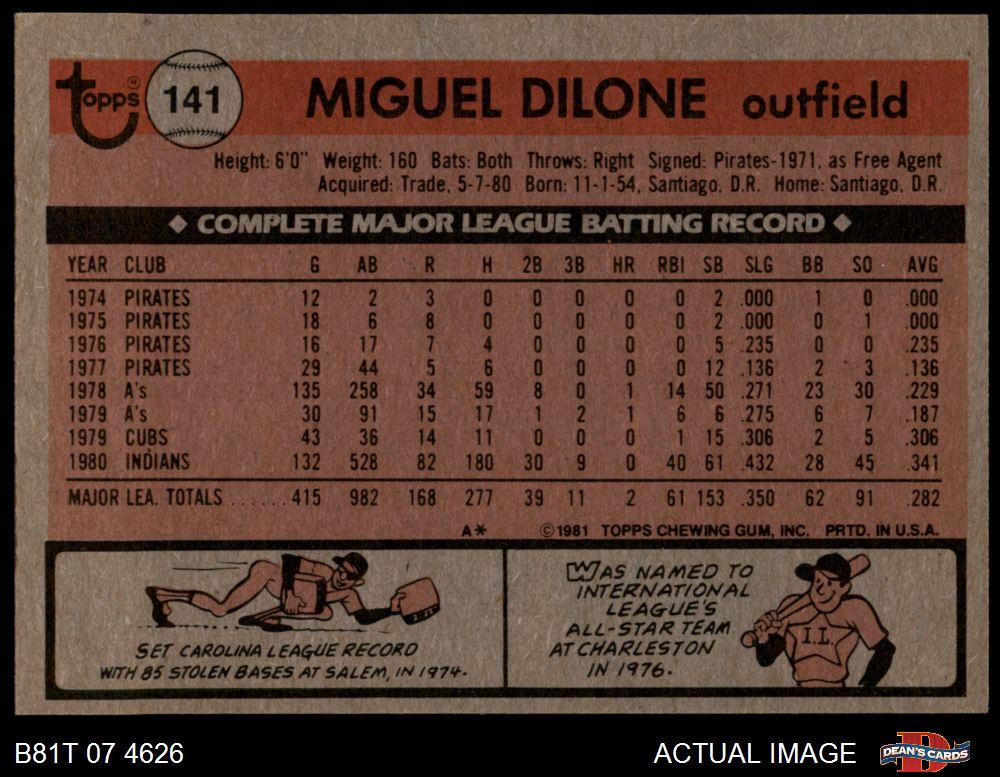 topps® 141 MIGUEL DILONE outfield
Height: 6'0" Weight: 160 Bats: Both Throws: Right Signed: Pirates-1971, as Free Agent
Acquired: Trade, 5-7-80 Born: 11-1-54, Santiago, D.R. Home: Santiago, D.R.
◆ COMPLETE MAJOR LEAGUE BATTING RECORD ◆
YEAR CLUB G AB R H 2B 3B HR RBI SB SLG BB SO AVG
1974 PIRATES 12 2 3 0 0 0 0 0 2 .000 1 0 .000
1975 PIRATES 18 6 8 0 0 0 0 0 2 .000 0 1 .000
1976 PIRATES 16 17 7 4 0 0 0 0 5 .235 0 0 .235
1977 PIRATES 29 44 5 6 0 0 0 0 12 .136 2 3 .136
1978 A's 135 258 34 59 8 0 1 14 50 .271 23 30 .229
1979 A's 30 91 15 17 1 2 1 6 6 .275 6 7 .187
1979 CUBS 43 36 14 11 0 0 0 1 15 .306 2 5 .306
1980 INDIANS 132 528 82 180 30 9 0 40 61 .432 28 45 .341
MAJOR LEA. TOTALS ...... 415 982 168 277 39 11 2 61 153 .350 62 91 .282
A* ©1981 TOPPS CHEWING GUM, INC. PRTD. IN U.S.A.
SET CAROLINA LEAGUE RECORD
WITH 85 STOLEN BASES AT SALEM, IN 1974.
WAS NAMED TO
INTERNATIONAL
LEAGUE'S
ALL-STAR TEAM
AT CHARLESTON
IN 1976.
I.L.
B81T 07 4626 ACTUAL IMAGE DEAN'S CARDS